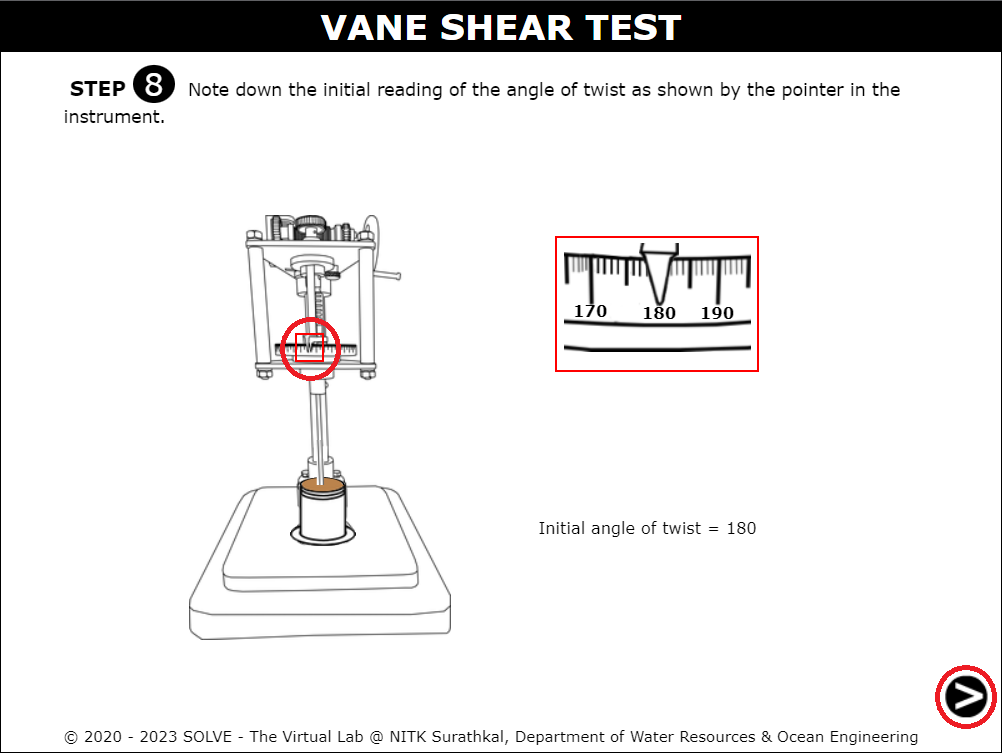 VANE SHEAR TEST
STEP 8 Note down the initial reading of the angle of twist as shown by the pointer in the
instrument.
170 180 190
Initial angle of twist = 180
>
© 2020 - 2023 SOLVE - The Virtual Lab @ NITK Surathkal, Department of Water Resources & Ocean Engineering